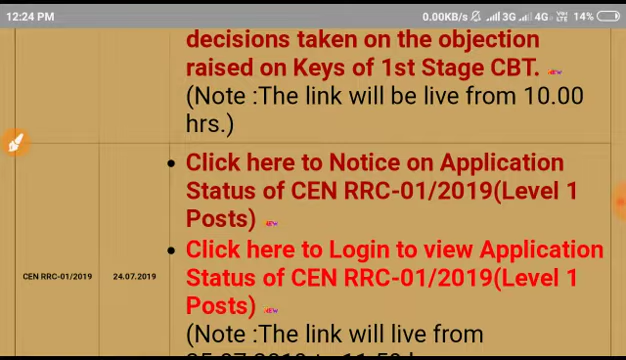 12:24 PM
0.00KB/s 3G 4G VoLTE 14%
decisions taken on the objection
raised on Keys of 1st Stage CBT.
(Note :The link will be live from 10.00
hrs.)
Click here to Notice on Application
Status of CEN RRC-01/2019(Level 1
Posts) NEW
CEN RRC-01/2019
24.07.2019
Click here to Login to view Application
Status of CEN RRC-01/2019(Level 1
Posts) NEW
(Note :The link will live from